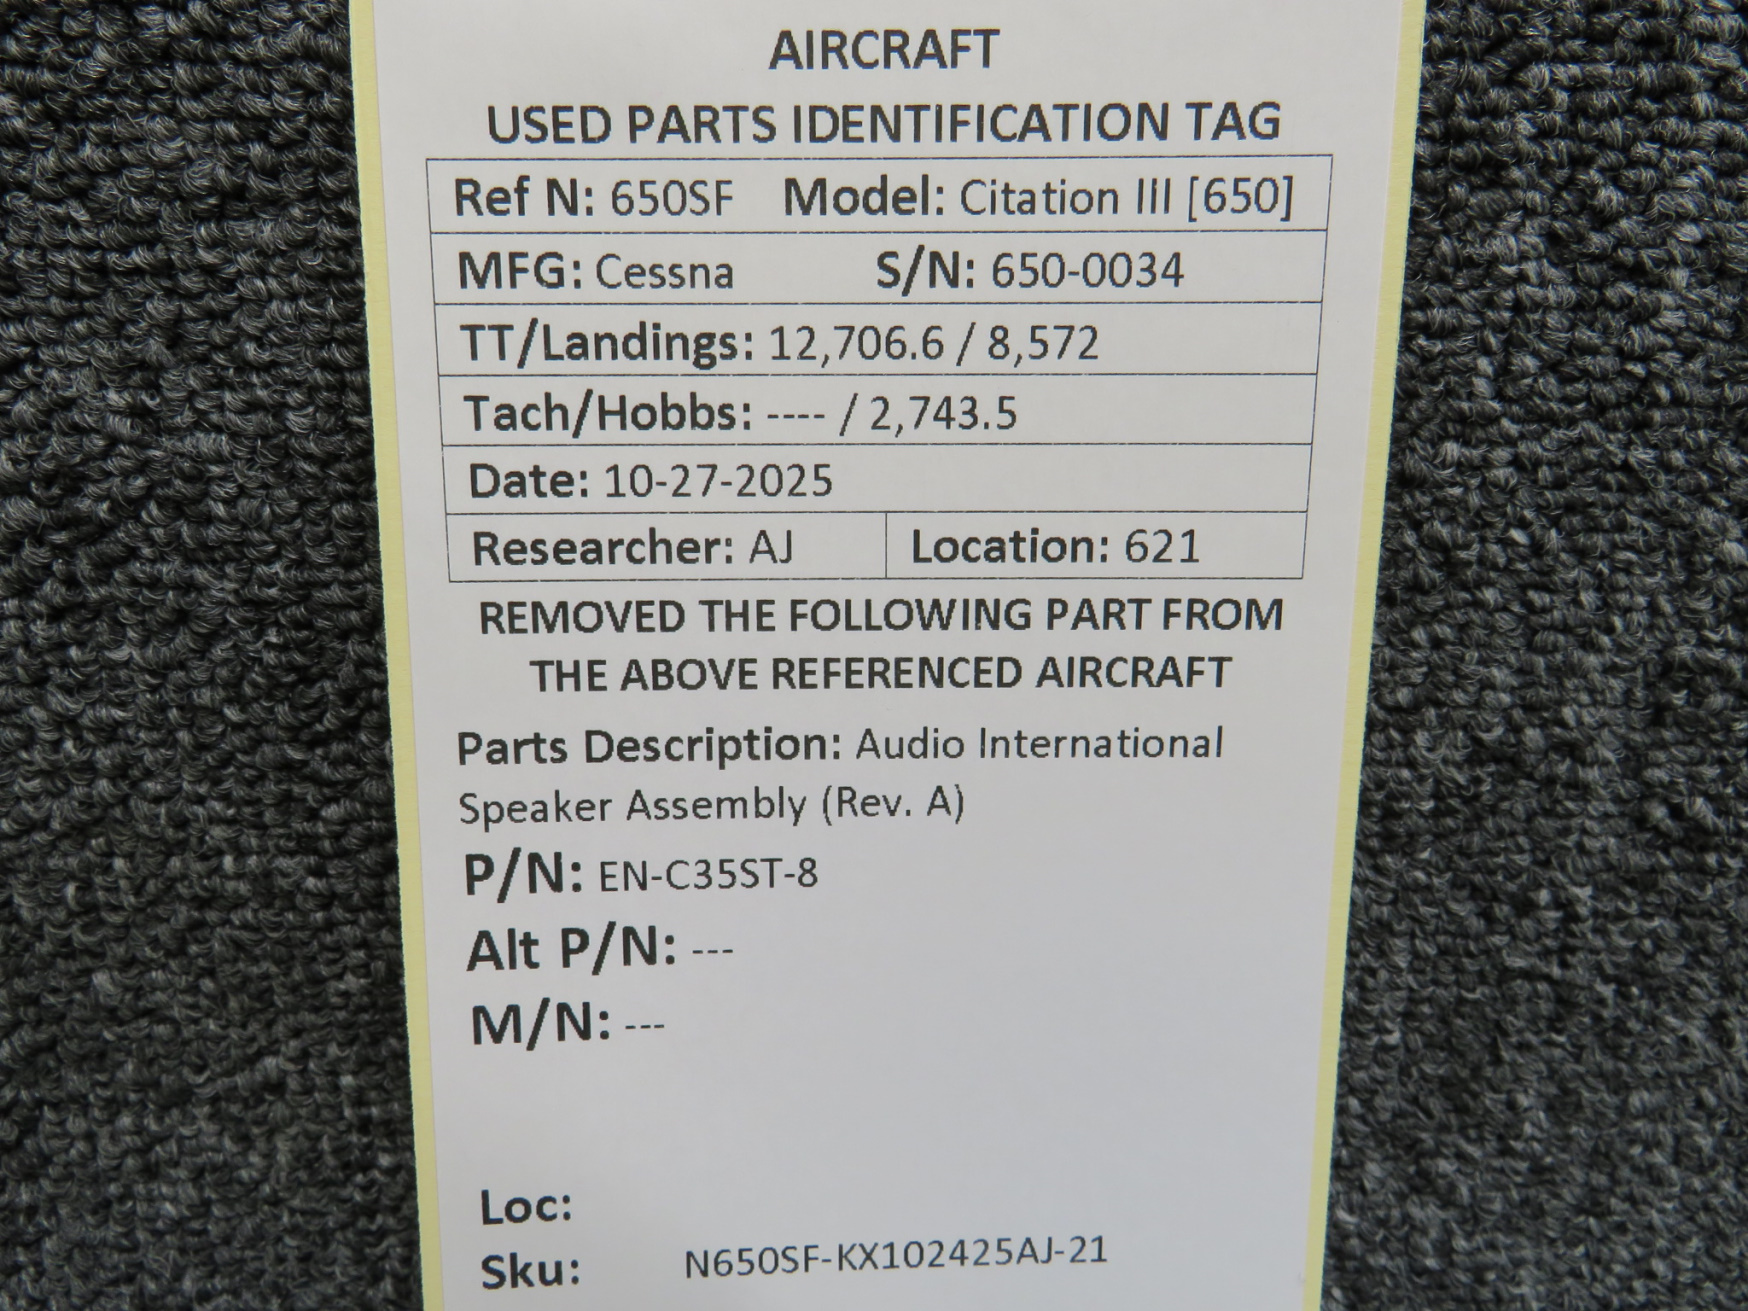 AIRCRAFT
USED PARTS IDENTIFICATION TAG
Ref N: 650SF Model: Citation III [650]
MFG: Cessna S/N: 650-0034
TT/Landings: 12,706.6 / 8,572
Tach/Hobbs: ---- / 2,743.5
Date: 10-27-2025
Researcher: AJ Location: 621
REMOVED THE FOLLOWING PART FROM
THE ABOVE REFERENCED AIRCRAFT
Parts Description: Audio International
Speaker Assembly (Rev. A)
P/N: EN-C35ST-8
Alt P/N: ---
M/N: ---
Loc:
Sku: N650SF-KX102425AJ-21